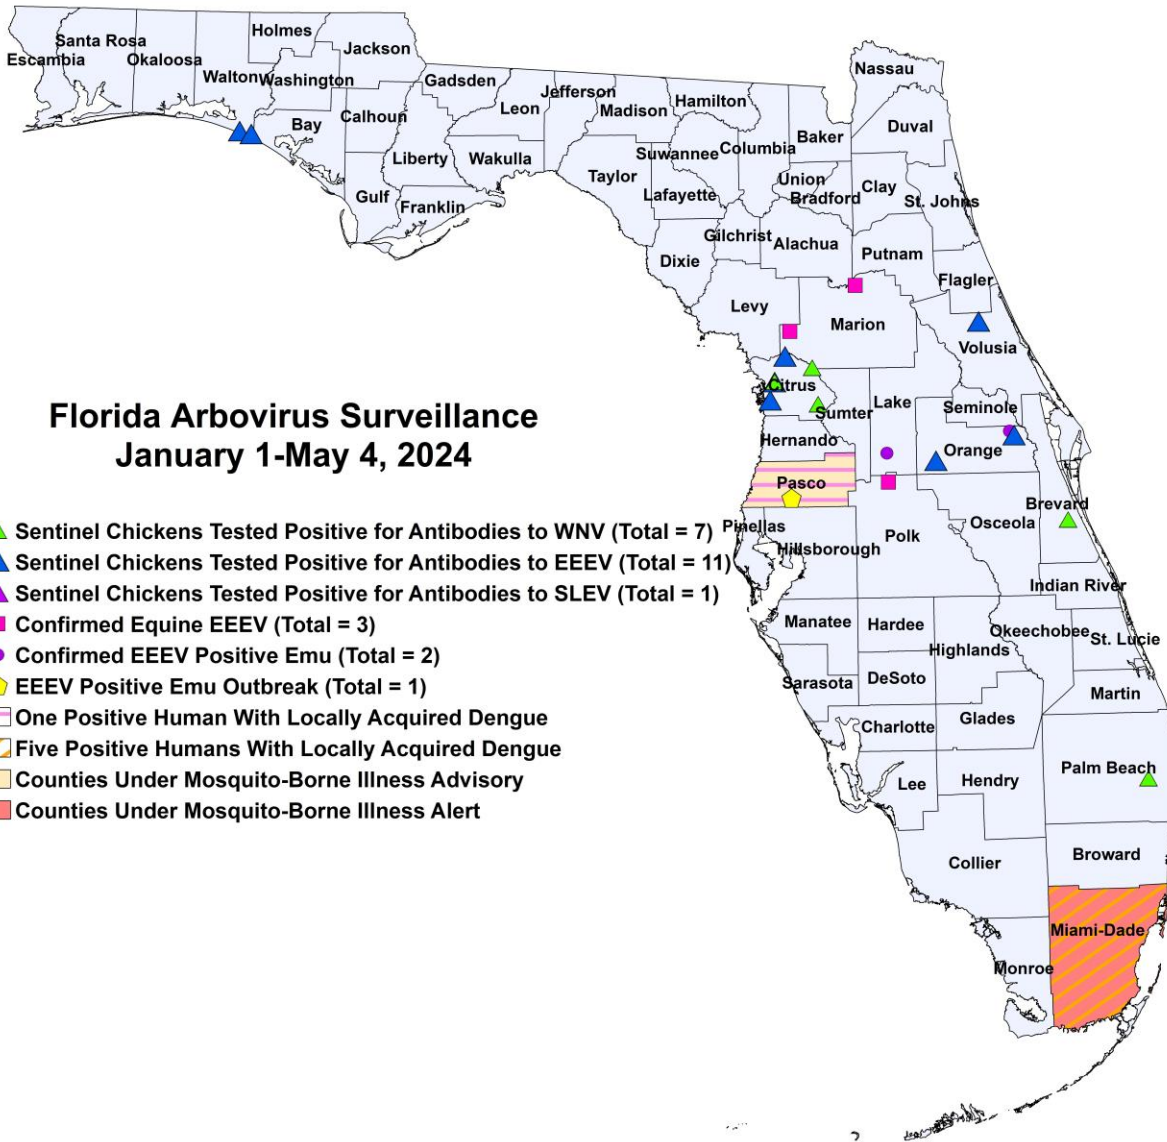 Holmes
Santa Rosa
Jackson
Escambia
Okaloosa
Walton
Washington
Gadsden
Nassau
Jefferson
Leon
Madison
Hamilton
Bay
Calhoun
Duval
Baker
Liberty
Wakulla
Suwannee
Columbia
Taylor
Union
Lafayette
Bradford
Clay
St. Johns
Gulf
Franklin
Gilchrist
Alachua
Dixie
Putnam
Flagler
Levy
Marion
Volusia
Citrus
Lake
Sumter
Seminole
Florida Arbovirus Surveillance
January 1-May 4, 2024
Hernando
Orange
Pasco
Brevard
Pinellas
Osceola
Polk
Hillsborough
Sentinel Chickens Tested Positive for Antibodies to WNV (Total = 7)
Sentinel Chickens Tested Positive for Antibodies to EEEV (Total = 11)
Sentinel Chickens Tested Positive for Antibodies to SLEV (Total = 1)
Confirmed Equine EEEV (Total = 3)
Confirmed EEEV Positive Emu (Total = 2)
EEEV Positive Emu Outbreak (Total = 1)
One Positive Human With Locally Acquired Dengue
Five Positive Humans With Locally Acquired Dengue
Counties Under Mosquito-Borne Illness Advisory
Counties Under Mosquito-Borne Illness Alert
Indian River
Manatee
Hardee
Okeechobee
St. Lucie
Highlands
Sarasota
DeSoto
Martin
Charlotte
Glades
Palm Beach
Lee
Hendry
Collier
Broward
Miami-Dade
Monroe